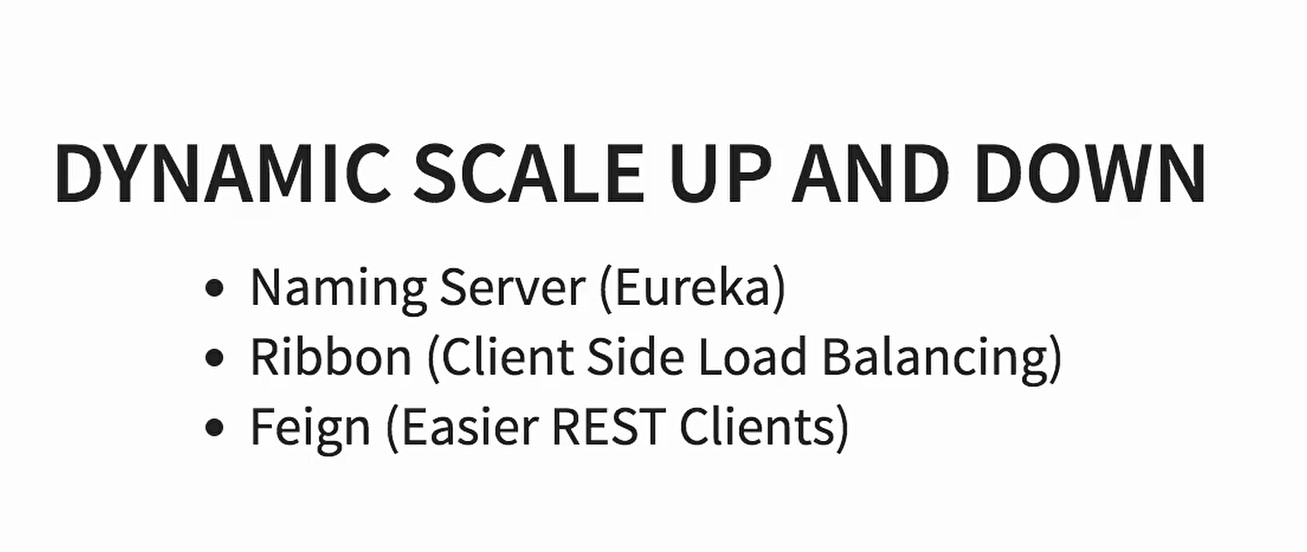 DYNAMIC SCALE UP AND DOWN
• Naming Server (Eureka)
• Ribbon (Client Side Load Balancing)
• Feign (Easier REST Clients)